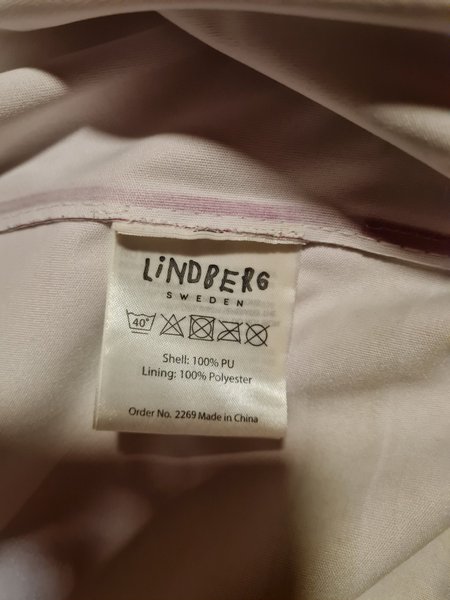 LiNDBERG
SWEDEN
40°
Shell: 100% PU
Lining: 100% Polyester
Order No. 2269 Made in China